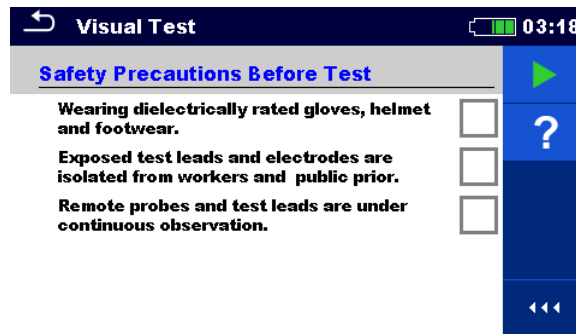 Visual Test
03:18
Safety Precautions Before Test
Wearing dielectrically rated gloves, helmet
and footwear.
?
Exposed test leads and electrodes are
isolated from workers and public prior.
Remote probes and test leads are under
continuous observation.